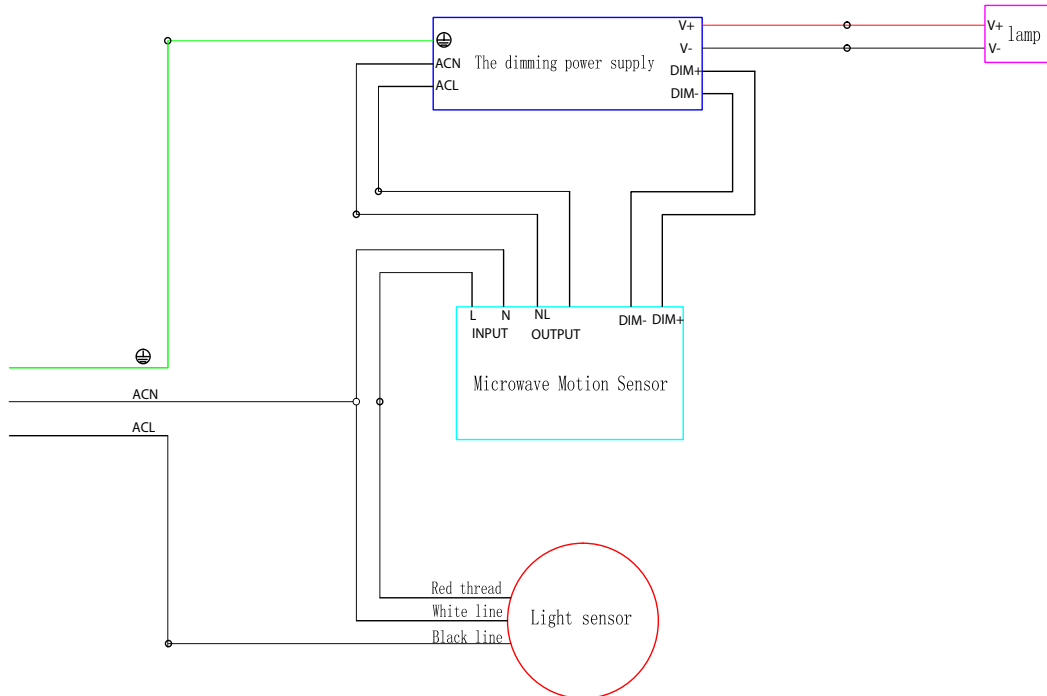 V+
V-
DIM+
DIM-
ACN
ACL
The dimming power supply
V+
V-
lamp
L
N
NL
INPUT
OUTPUT
DIM-
DIM+
Microwave Motion Sensor
ACN
ACL
Red thread
White line
Black line
Light sensor